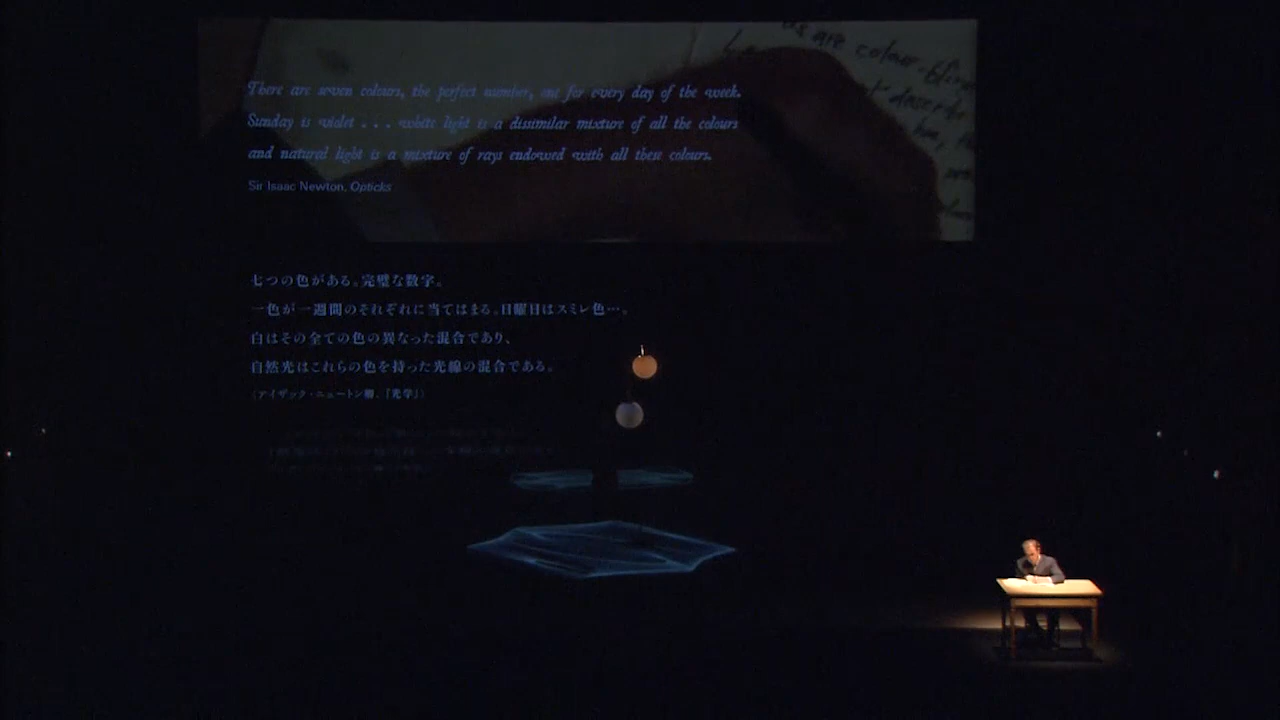 us are colour-blind
There are seven colours, the perfect number, one for every day of the week.
Sunday is violet . . . white light is a dissimilar mixture of all the colours
and natural light is a mixture of rays endowed with all these colours.
Sir Isaac Newton, Opticks
七つの色がある。完璧な数字。
一色が一週間のそれぞれに当てはまる。日曜日はスミレ色…。
白はその全ての色の異なった混合であり、
自然光はこれらの色を持った光線の混合である。
(アイザック・ニュートン卿、『光学』)